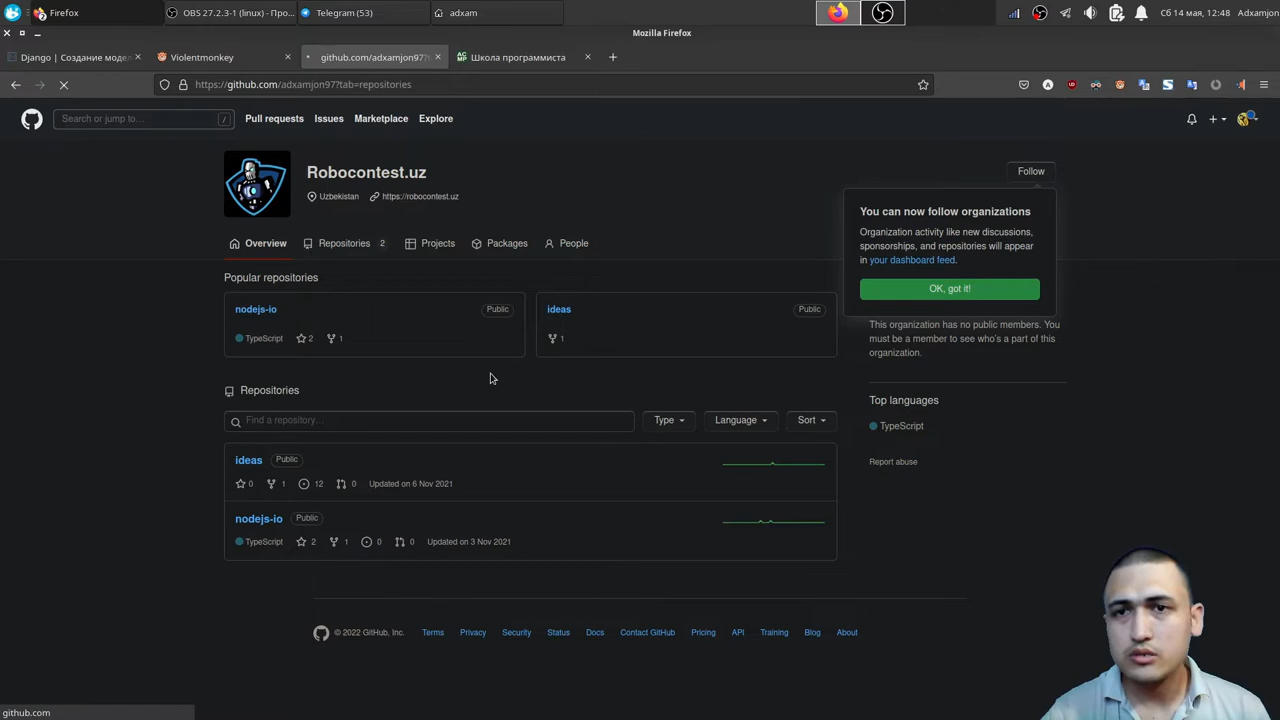 Firefox
OBS 27.2.3-1 (linux) - Про...
Telegram (53)
adxam
Сб 14 мая, 12:48
Adxamjon
Mozilla Firefox
Django | Создание модел
Violentmonkey
github.com/adxamjon97?
Школа программиста
https://github.com/adxamjon97?tab=repositories
Search or jump to...
/
Pull requests
Issues
Marketplace
Explore
Robocontest.uz
Uzbekistan
https://robocontest.uz
Follow
You can now follow organizations
Organization activity like new discussions,
sponsorships, and repositories will appear
in your dashboard feed.
OK, got it!
Overview
Repositories 2
Projects
Packages
People
Popular repositories
nodejs-io
Public
TypeScript
2
1
ideas
Public
1
This organization has no public members. You
must be a member to see who's a part of this
organization.
Repositories
Find a repository...
Type
Language
Sort
Top languages
TypeScript
Report abuse
ideas
Public
0
1
12
0
Updated on 6 Nov 2021
nodejs-io
Public
TypeScript
2
1
0
0
Updated on 3 Nov 2021
© 2022 GitHub, Inc.
Terms
Privacy
Security
Status
Docs
Contact GitHub
Pricing
API
Training
Blog
About
github.com